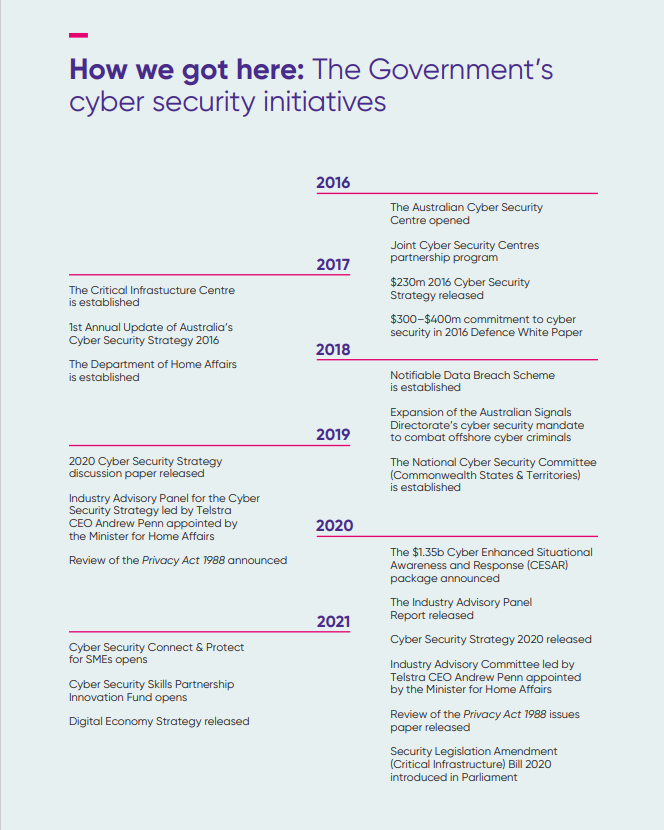 How we got here: The Government's
cyber security initiatives
2016
The Australian Cyber Security
Centre opened
Joint Cyber Security Centres
partnership program
$230m 2016 Cyber Security
Strategy released
$300–$400m commitment to cyber
security in 2016 Defence White Paper
2017
The Critical Infrastucture Centre
is established
1st Annual Update of Australia's
Cyber Security Strategy 2016
The Department of Home Affairs
is established
2018
Notifiable Data Breach Scheme
is established
Expansion of the Australian Signals
Directorate's cyber security mandate
to combat offshore cyber criminals
The National Cyber Security Committee
(Commonwealth States & Territories)
is established
2019
2020 Cyber Security Strategy
discussion paper released
Industry Advisory Panel for the Cyber
Security Strategy led by Telstra
CEO Andrew Penn appointed by
the Minister for Home Affairs
Review of the Privacy Act 1988 announced
2020
The $1.35b Cyber Enhanced Situational
Awareness and Response (CESAR)
package announced
The Industry Advisory Panel
Report released
Cyber Security Strategy 2020 released
Industry Advisory Committee led by
Telstra CEO Andrew Penn appointed
by the Minister for Home Affairs
Review of the Privacy Act 1988 issues
paper released
Security Legislation Amendment
(Critical Infrastructure) Bill 2020
introduced in Parliament
2021
Cyber Security Connect & Protect
for SMEs opens
Cyber Security Skills Partnership
Innovation Fund opens
Digital Economy Strategy released